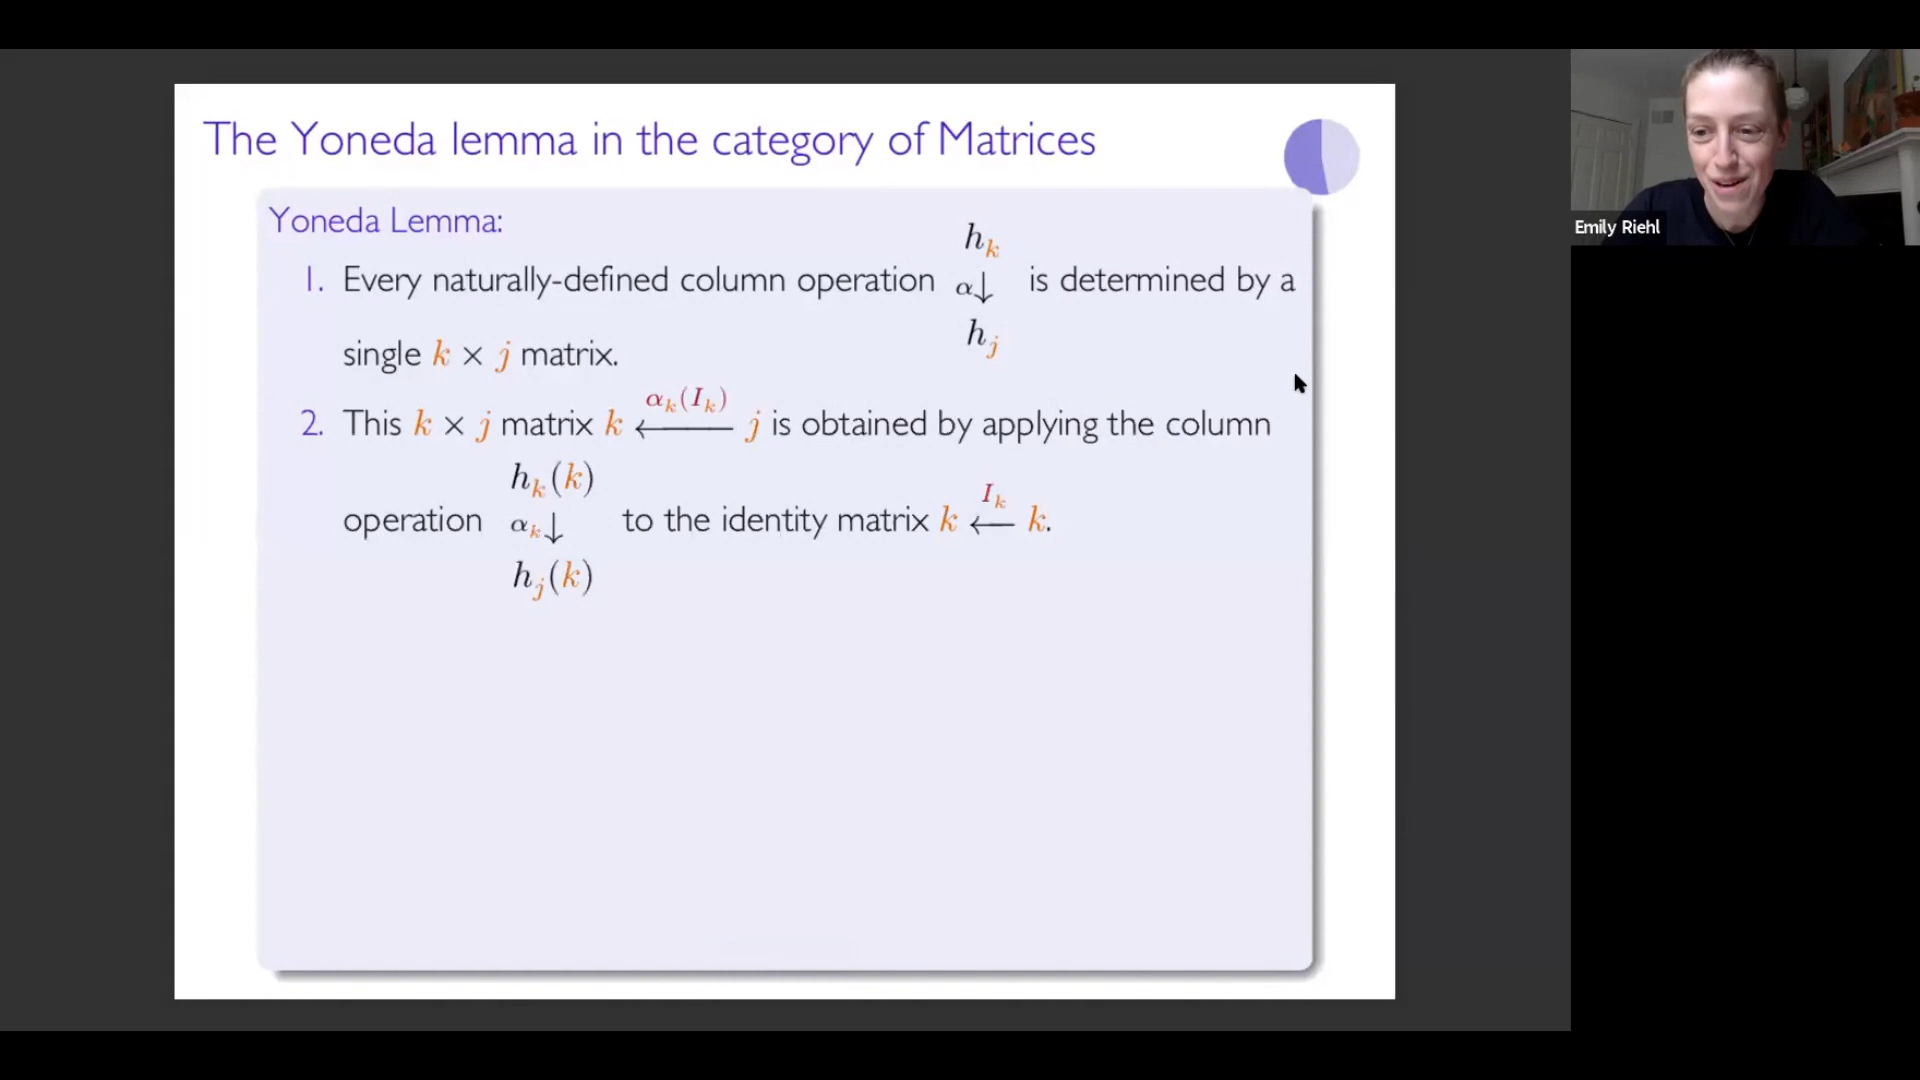 The Yoneda lemma in the category of Matrices
Emily Riehl
Yoneda Lemma:
h_k
1. Every naturally-defined column operation α↓ is determined by a
h_j
single k × j matrix.
α_k(I_k)
2. This k × j matrix k ⟵ j is obtained by applying the column
h_k(k)
I_k
operation α_k↓ to the identity matrix k ⟵ k.
h_j(k)